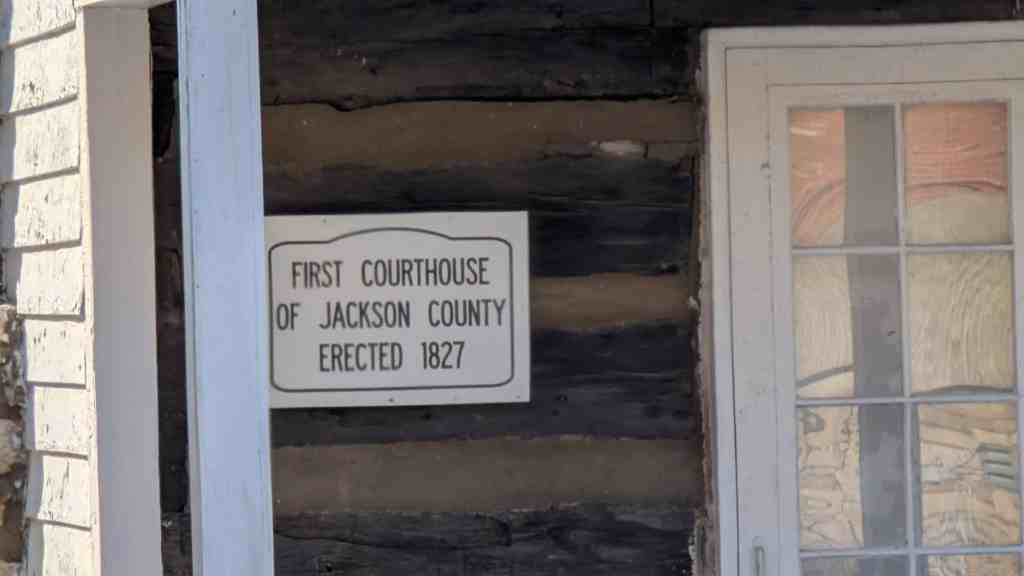 FIRST COURTHOUSE
OF JACKSON COUNTY
ERECTED 1827